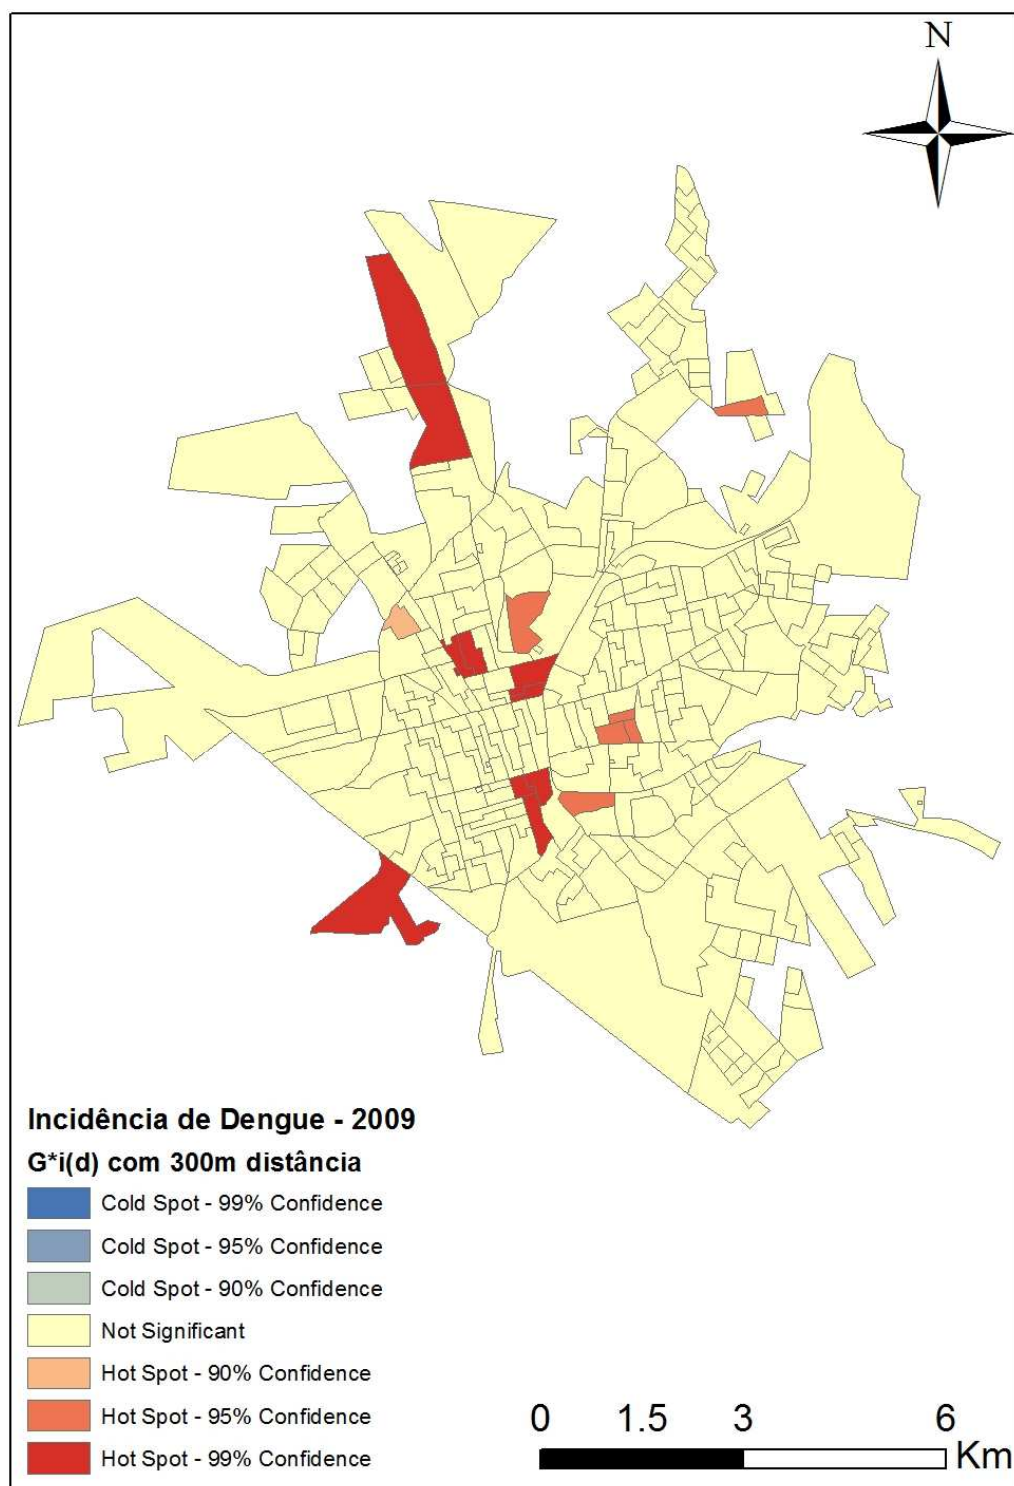 N
Incidência de Dengue - 2009
G*i(d) com 300m distância
Cold Spot - 99% Confidence
Cold Spot - 95% Confidence
Cold Spot - 90% Confidence
Not Significant
Hot Spot - 90% Confidence
Hot Spot - 95% Confidence
Hot Spot - 99% Confidence
0 1.5 3 6
Km